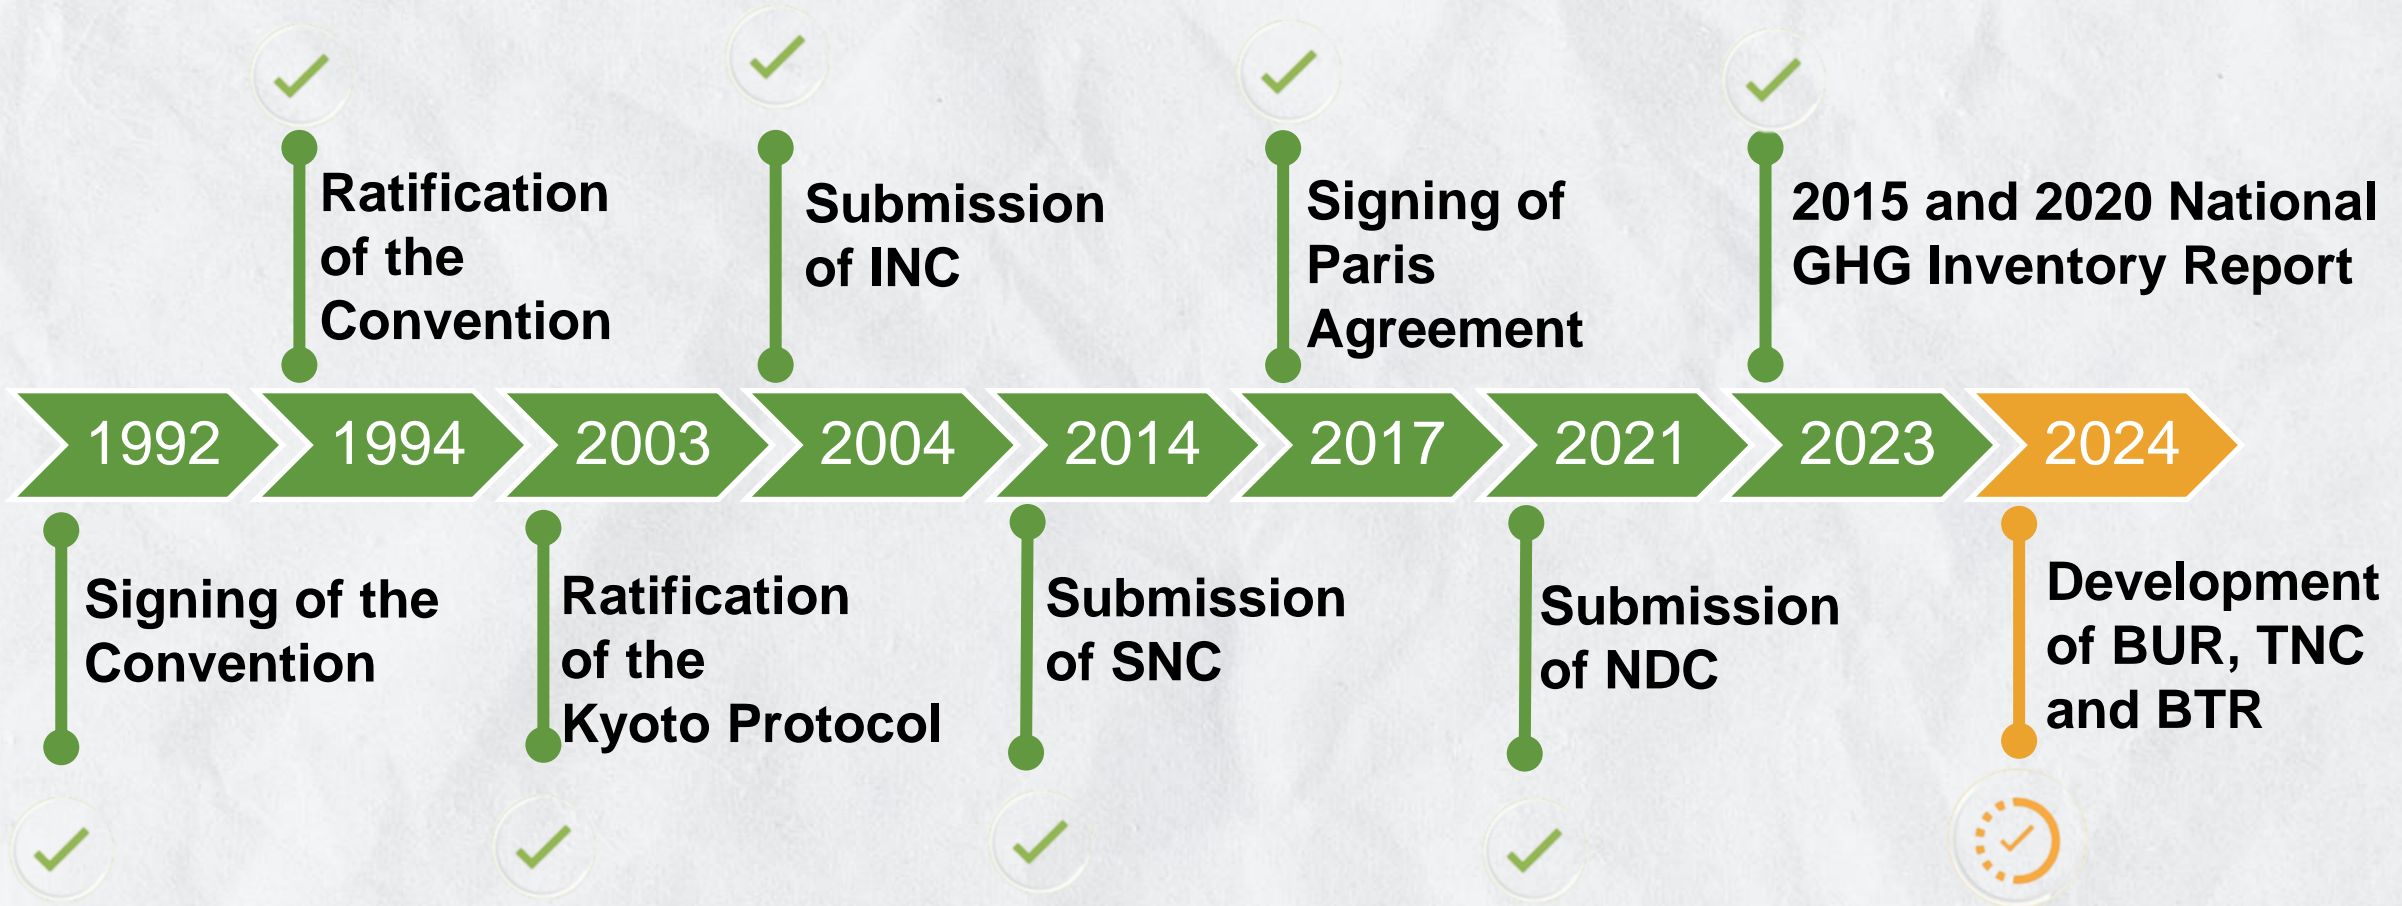 Ratification
of the
Convention
Submission
of INC
Signing of
Paris
Agreement
2015 and 2020 National
GHG Inventory Report
1992
1994
2003
2004
2014
2017
2021
2023
2024
Signing of the
Convention
Ratification
of the
Kyoto Protocol
Submission
of SNC
Submission
of NDC
Development
of BUR, TNC
and BTR